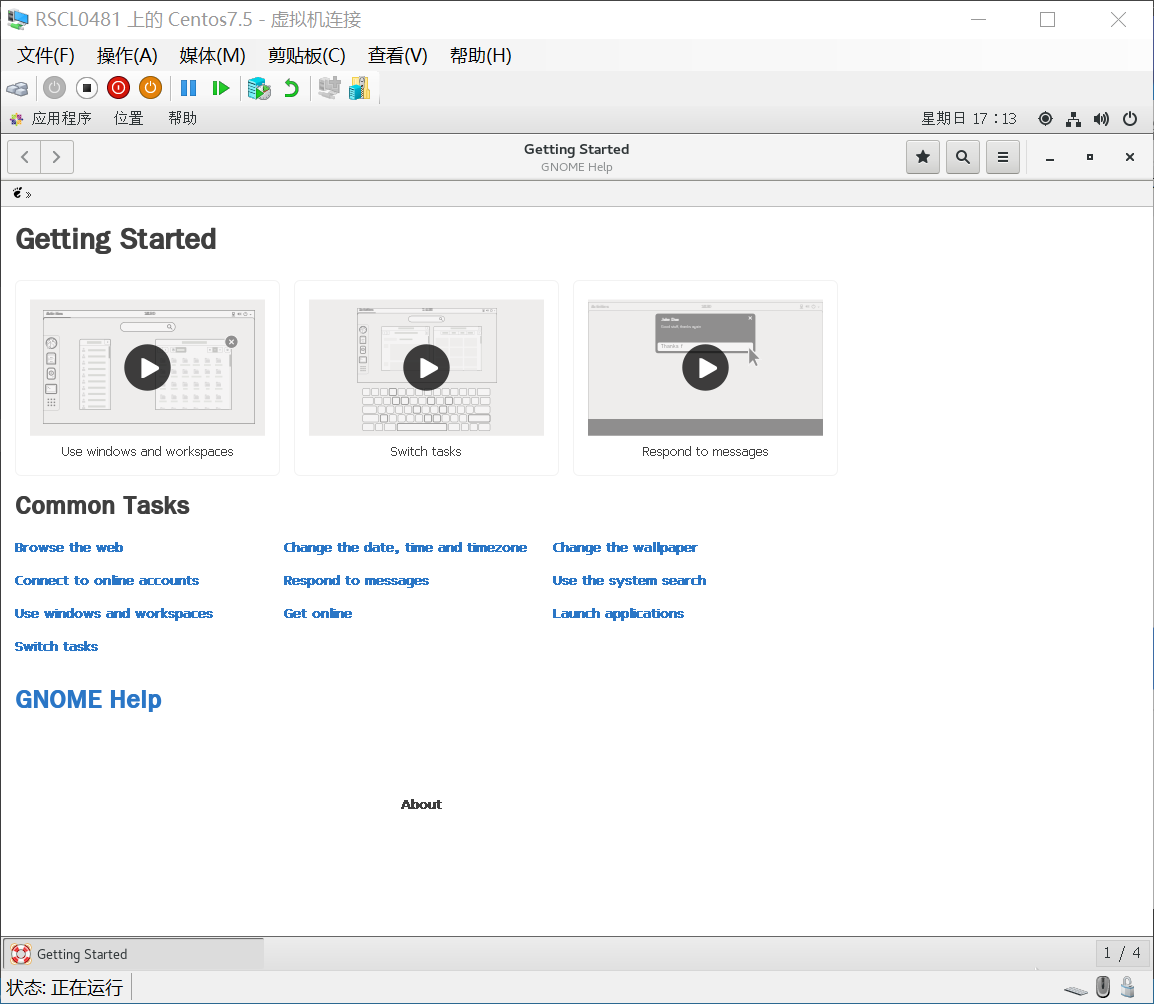 RSCL0481 上的 Centos7.5 - 虚拟机连接
文件(F) 操作(A) 媒体(M) 剪贴板(C) 查看(V) 帮助(H)
应用程序 位置 帮助 星期日 17：13
Getting Started
GNOME Help
»
Getting Started
John Doe
Use windows and workspaces Switch tasks Respond to messages
Common Tasks
Browse the web Change the date, time and timezone Change the wallpaper
Connect to online accounts Respond to messages Use the system search
Use windows and workspaces Get online Launch applications
Switch tasks
GNOME Help
About
Getting Started 1 / 4
状态: 正在运行